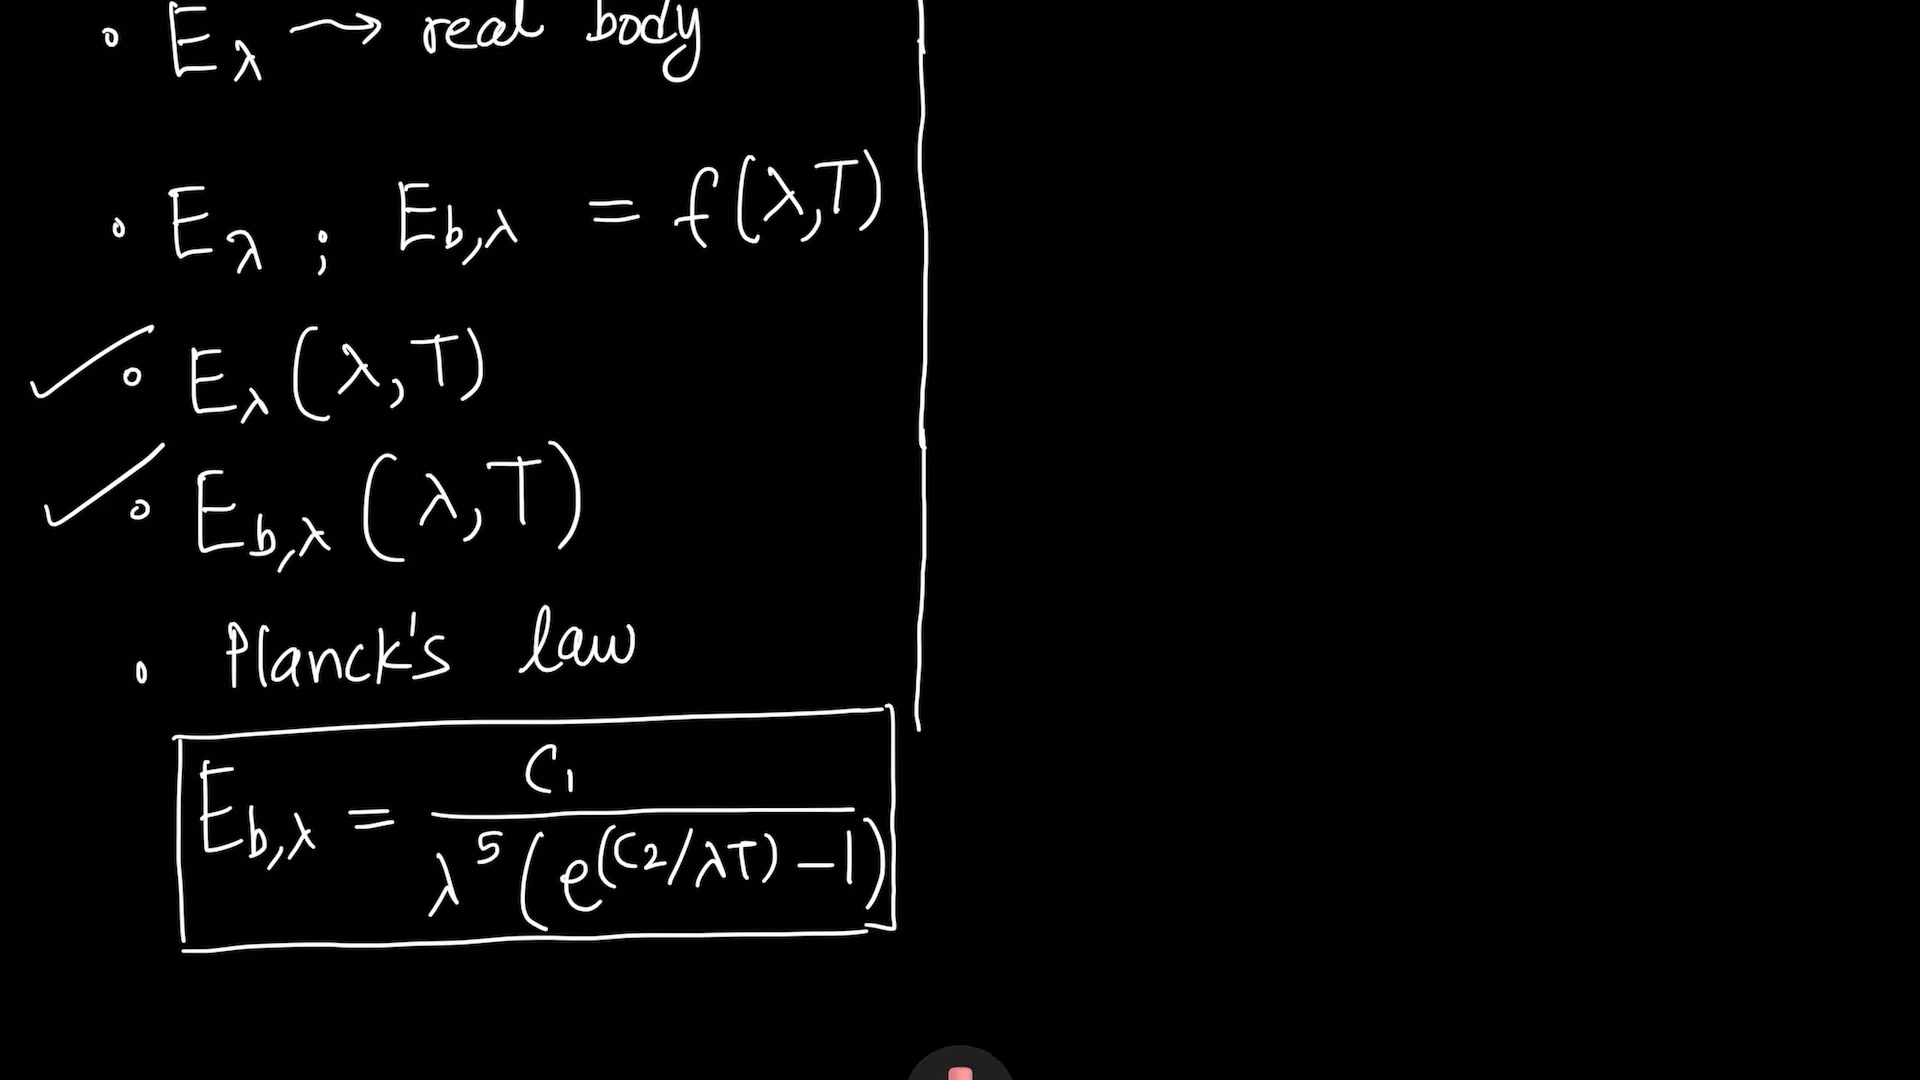 • Eλ → real body
• Eλ ; Eb,λ = f(λ,T)
✓• Eλ(λ,T)
✓• Eb,λ(λ,T)
• Planck's law
Eb,λ = C1 / λ^5 (e^(C2/λT) − 1)